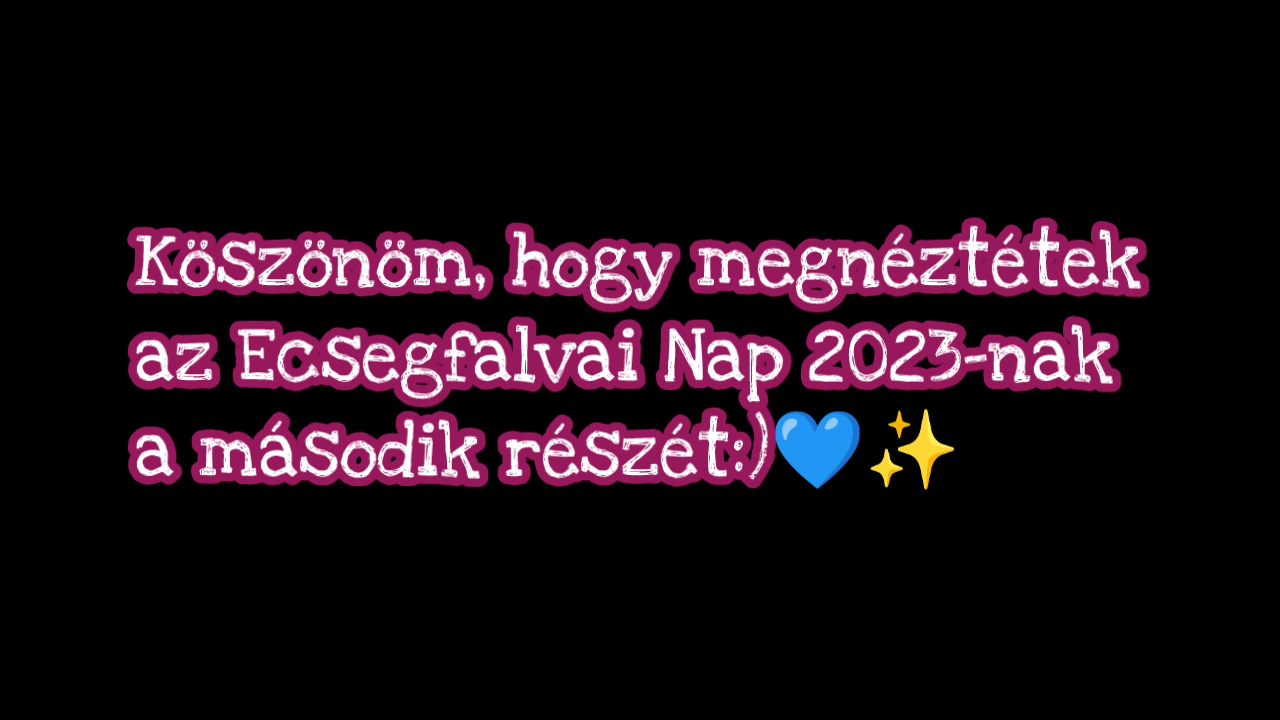 Köszönöm, hogy megnéztétek
az Ecsegfalvai Nap 2023-nak
a második részét:)💙✨